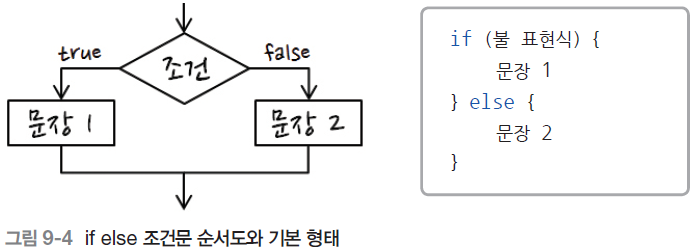 true
false
조건
문장 1
문장 2
if (불 표현식) {
문장 1
} else {
문장 2
}
그림 9-4 if else 조건문 순서도와 기본 형태